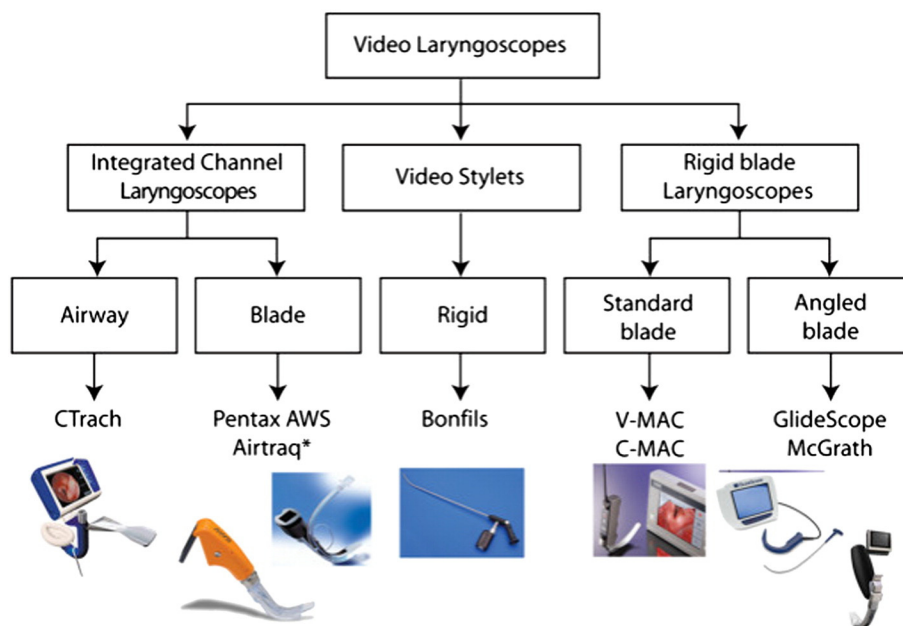 Video Laryngoscopes
Integrated Channel
Laryngoscopes
Video Stylets
Rigid blade
Laryngoscopes
Airway
Blade
Rigid
Standard
blade
Angled
blade
CTrach
Pentax AWS
Airtraq*
Bonfils
V-MAC
C-MAC
GlideScope
McGrath